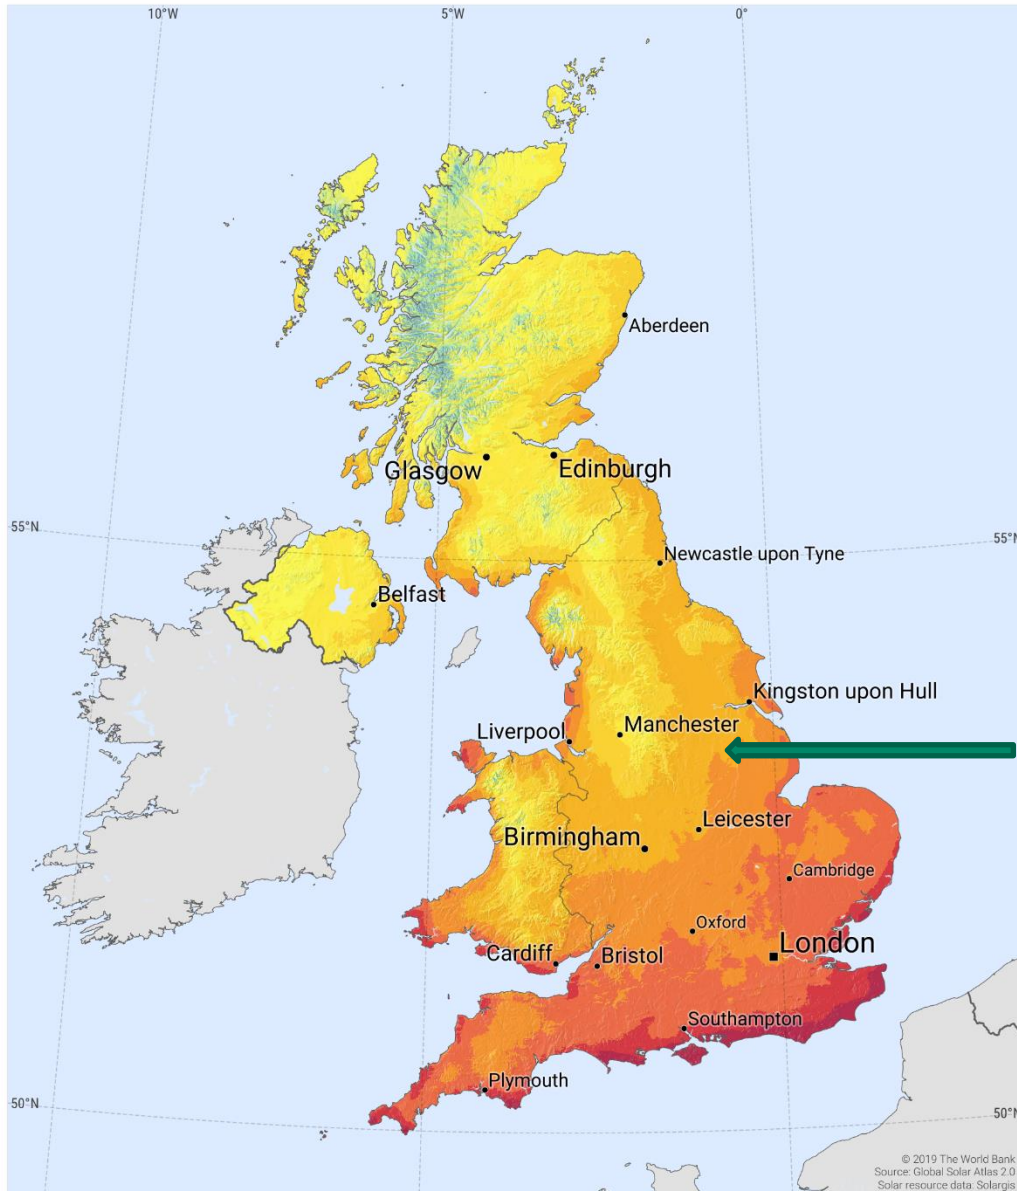 10°W
5°W
0°
Aberdeen
Glasgow
Edinburgh
55°N
55°
Newcastle upon Tyne
Belfast
Kingston upon Hull
Manchester
Liverpool
Leicester
Birmingham
Cambridge
Oxford
London
Cardiff
Bristol
Southampton
Plymouth
50°N
50°
© 2019 The World Bank
Source: Global Solar Atlas 2.0
Solar resource data: Solargis